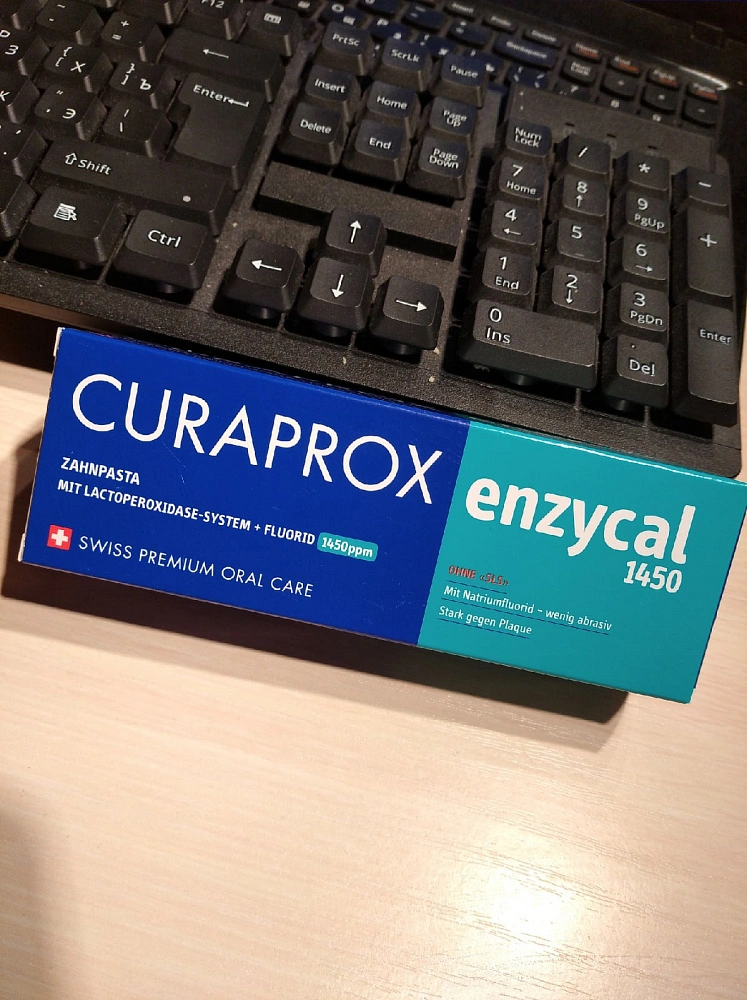 PrtSc
ScrLk
Pause
Insert
Home
Page Up
Delete
End
Page Down
Enter
Shift
Ctrl
Num Lock
/
*
-
7 Home
8
9 PgUp
+
4
5
6
1 End
2
3 PgDn
Enter
0 Ins
. Del
CURAPROX
ZAHNPASTA
MIT LACTOPEROXIDASE-SYSTEM + FLUORID 1450ppm
SWISS PREMIUM ORAL CARE
enzycal
1450
OHNE «SLS»
Mit Natriumfluorid – wenig abrasiv
Stark gegen Plaque